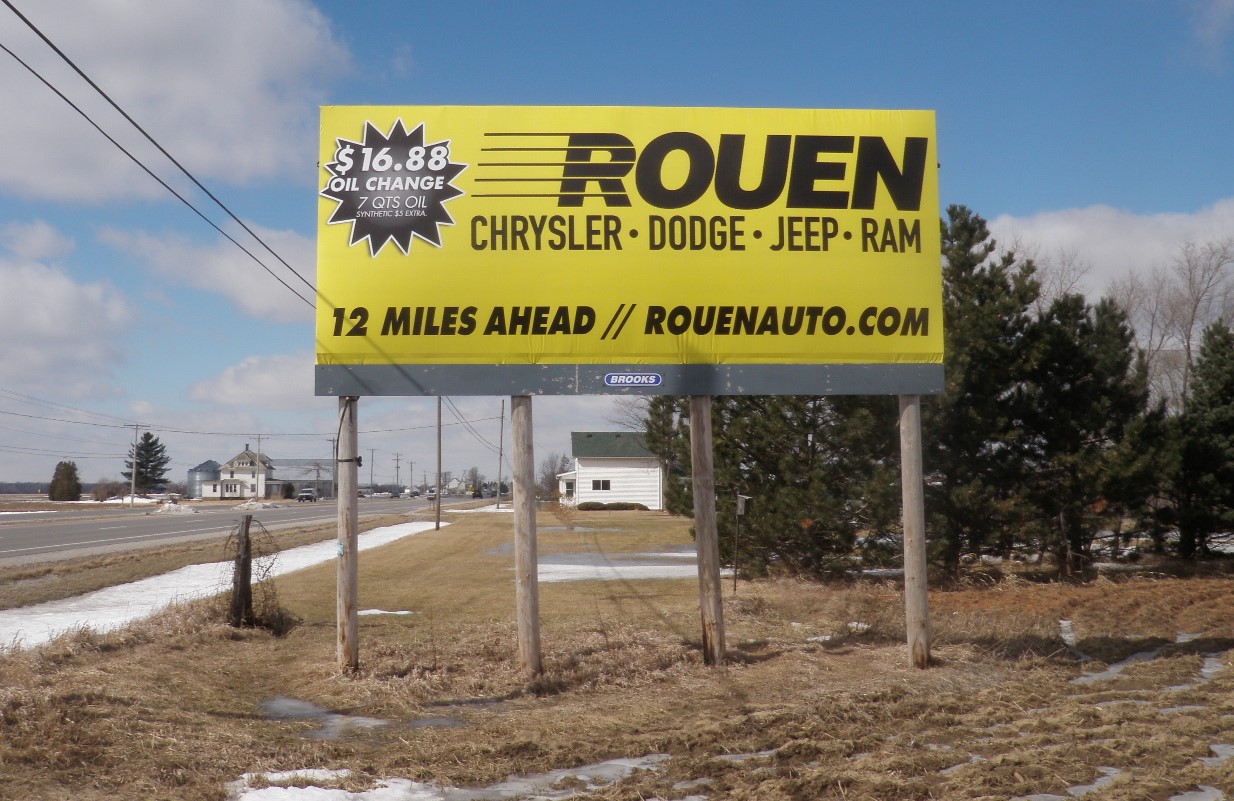 $16.88
OIL CHANGE
7 QTS OIL
SYNTHETIC $5 EXTRA.
ROUEN
CHRYSLER • DODGE • JEEP • RAM
12 MILES AHEAD // ROUENAUTO.COM
BROOKS